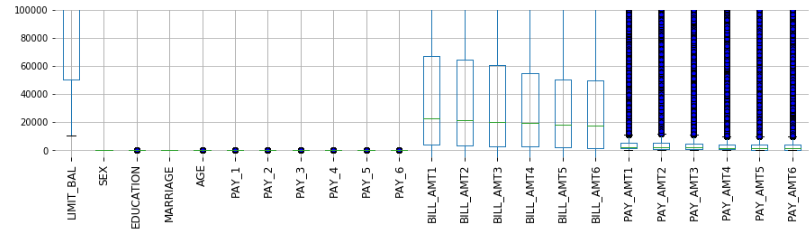 100000
80000
60000
40000
20000
0
LIMIT_BAL
SEX
EDUCATION
MARRIAGE
AGE
PAY_1
PAY_2
PAY_3
PAY_4
PAY_5
PAY_6
BILL_AMT1
BILL_AMT2
BILL_AMT3
BILL_AMT4
BILL_AMT5
BILL_AMT6
PAY_AMT1
PAY_AMT2
PAY_AMT3
PAY_AMT4
PAY_AMT5
PAY_AMT6